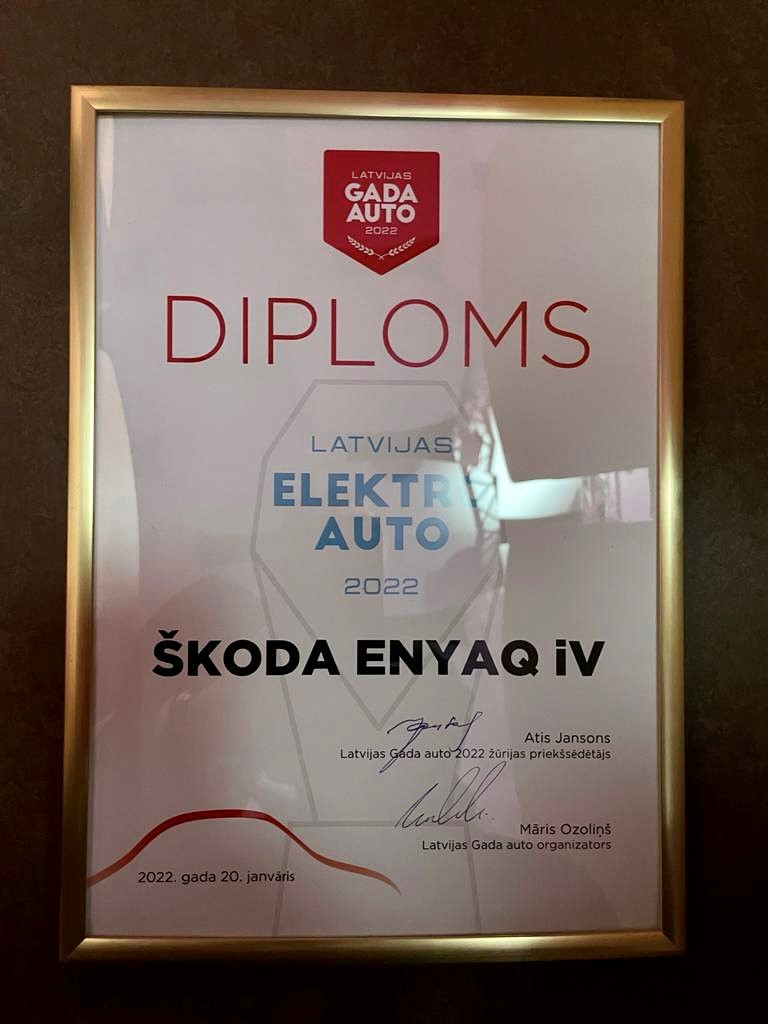 LATVIJAS
GADA
AUTO
2022
DIPLOMS
LATVIJAS
ELEKTRO
AUTO
2022
ŠKODA ENYAQ iV
Atis Jansons
Latvijas Gada auto 2022 žūrijas priekšsēdētājs
Māris Ozoliņš
Latvijas Gada auto organizators
2022. gada 20. janvāris